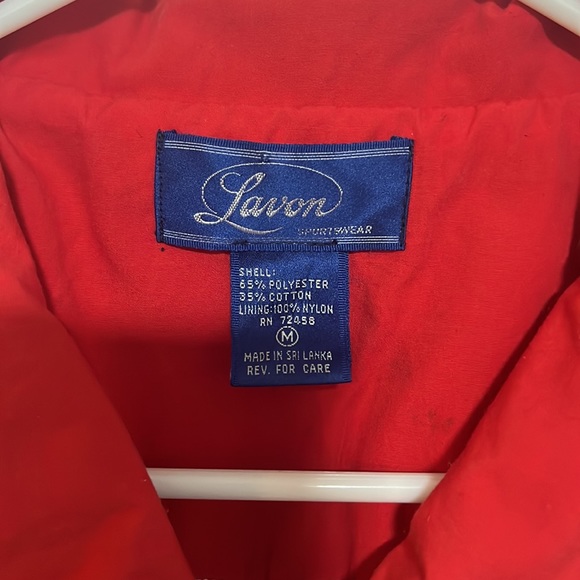 Lavon
SPORTSWEAR
SHELL:
65% POLYESTER
35% COTTON
LINING:100% NYLON
RN 72458
M
MADE IN SRI LANKA
REV. FOR CARE